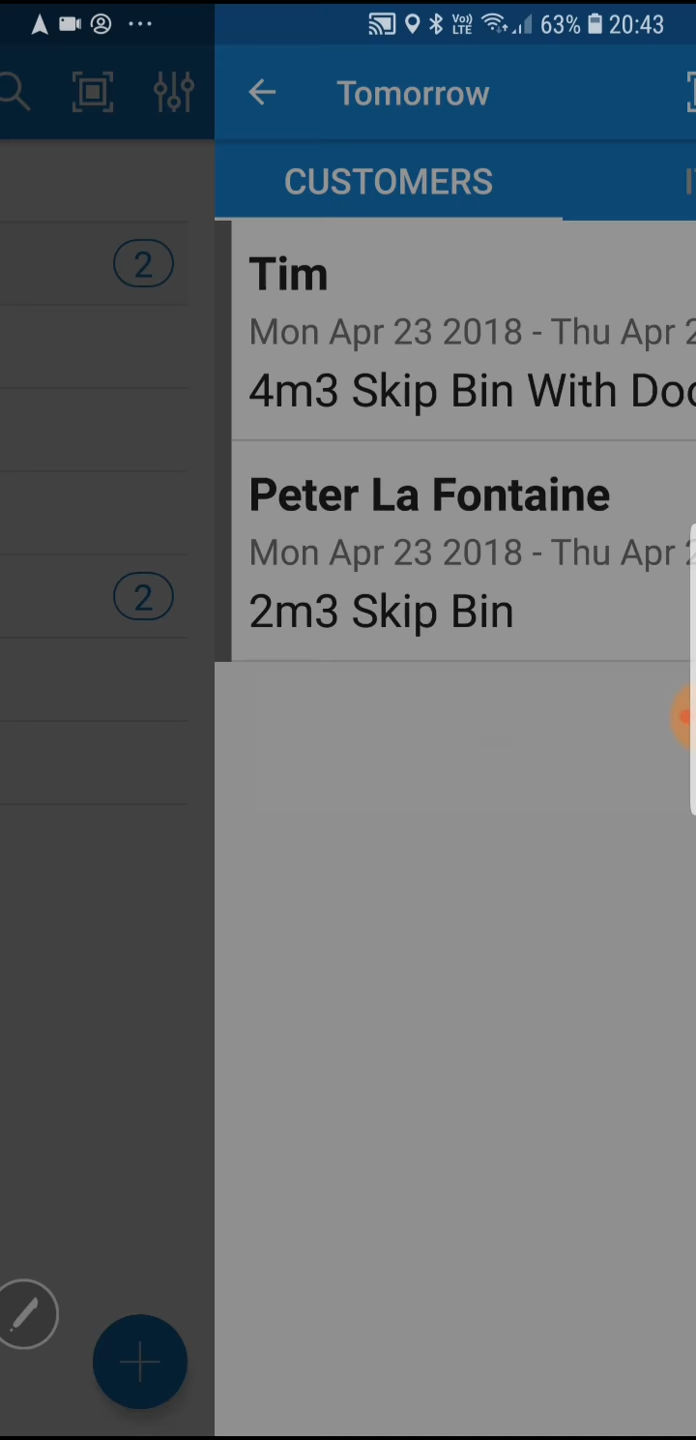 63% 20:43
Tomorrow
CUSTOMERS
2
Tim
Mon Apr 23 2018 - Thu Apr
4m3 Skip Bin With
Peter La Fontaine
Mon Apr 23 2018 - Thu Apr
2
2m3 Skip Bin